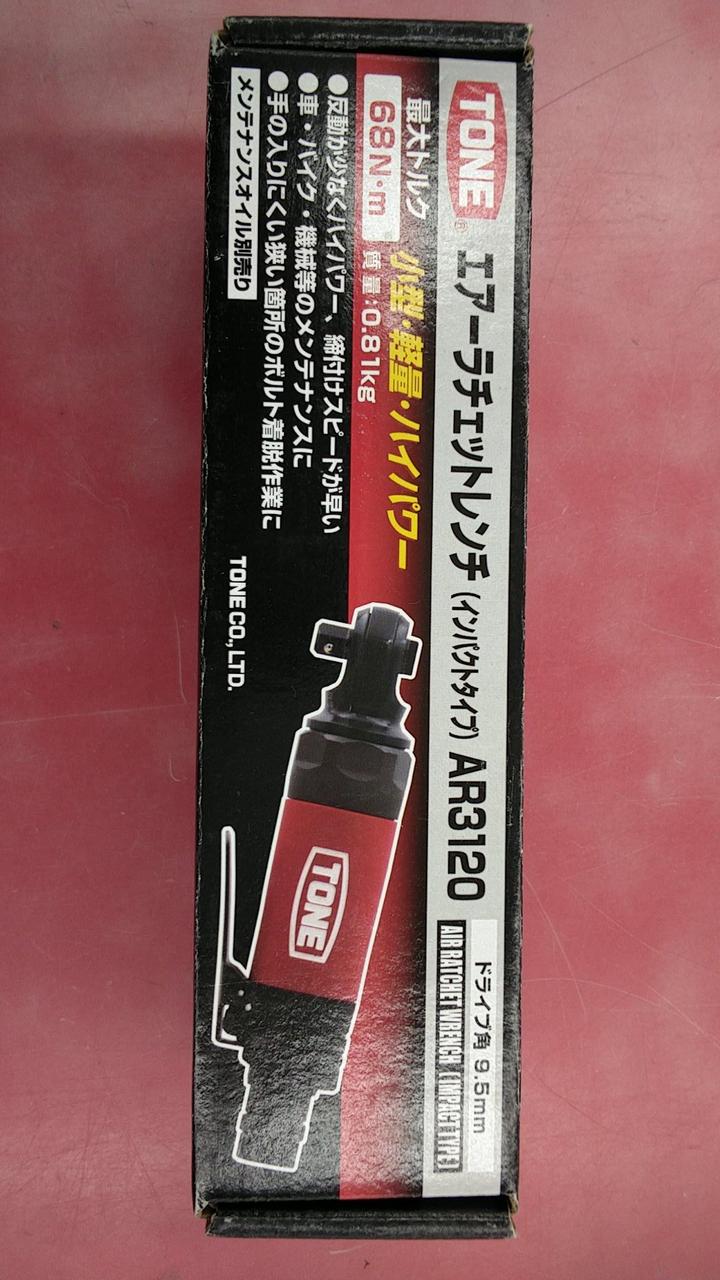 TONE®
エアーラチェットレンチ（インパクトタイプ）AR3120
ドライブ角 9.5mm
AIR RATCHET WRENCH [IMPACT TYPE]
最大トルク
68N・m
小型・軽量・ハイパワー
質量：0.81kg
●反動が少なくハイパワー、締付けスピードが早い
●車・バイク・機械等のメンテナンスに
●手の入りにくい狭い箇所のボルト着脱作業に
メンテナンスオイル別売り
TONE CO., LTD.
TONE